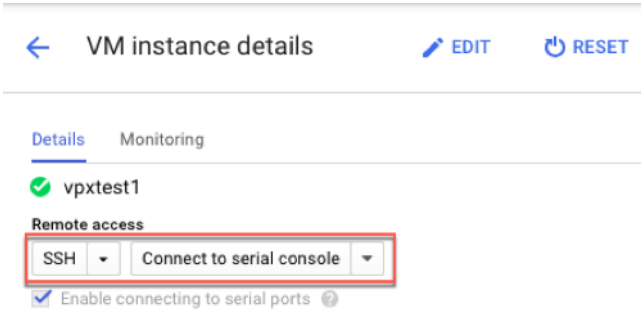 VM instance details EDIT RESET
Details Monitoring
vpxtest1
Remote access
SSH Connect to serial console
Enable connecting to serial ports ?